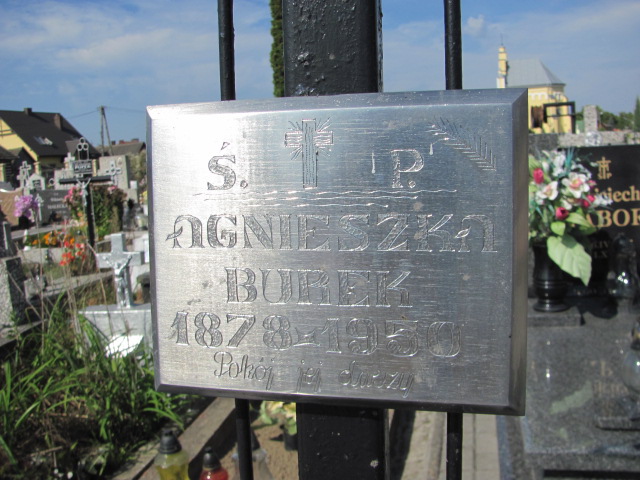 Ś. P.
AGNIESZKA
BUREK
1878-1950
Pokój jej duszy